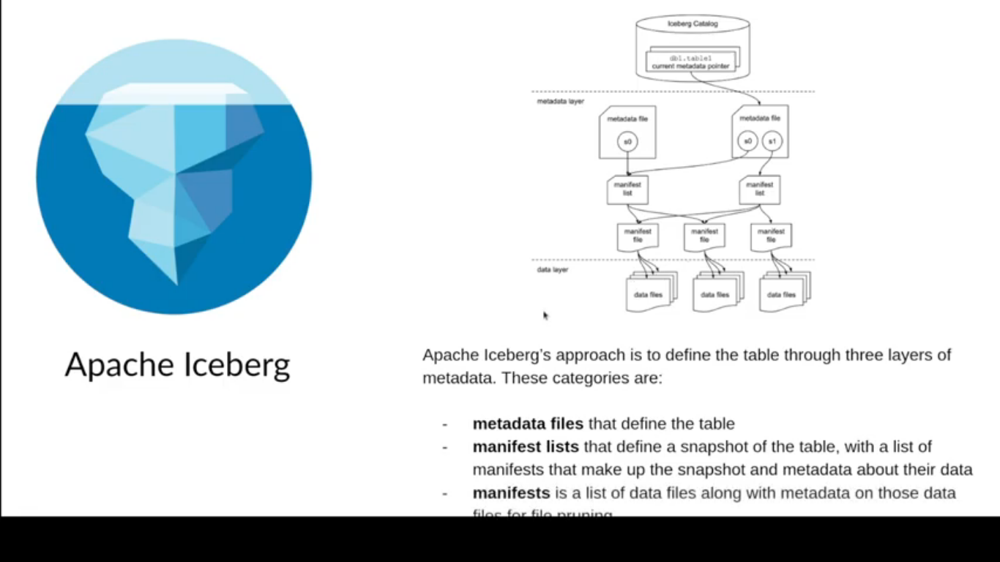 Iceberg Catalog
db1.table1
current metadata pointer
metadata layer
metadata file
s0
metadata file
s0 s1
manifest
list
manifest
list
manifest
file
manifest
file
manifest
file
data layer
data files
data files
data files
Apache Iceberg
Apache Iceberg’s approach is to define the table through three layers of
metadata. These categories are:
- metadata files that define the table
- manifest lists that define a snapshot of the table, with a list of
manifests that make up the snapshot and metadata about their data
- manifests is a list of data files along with metadata on those data
files for file pruning